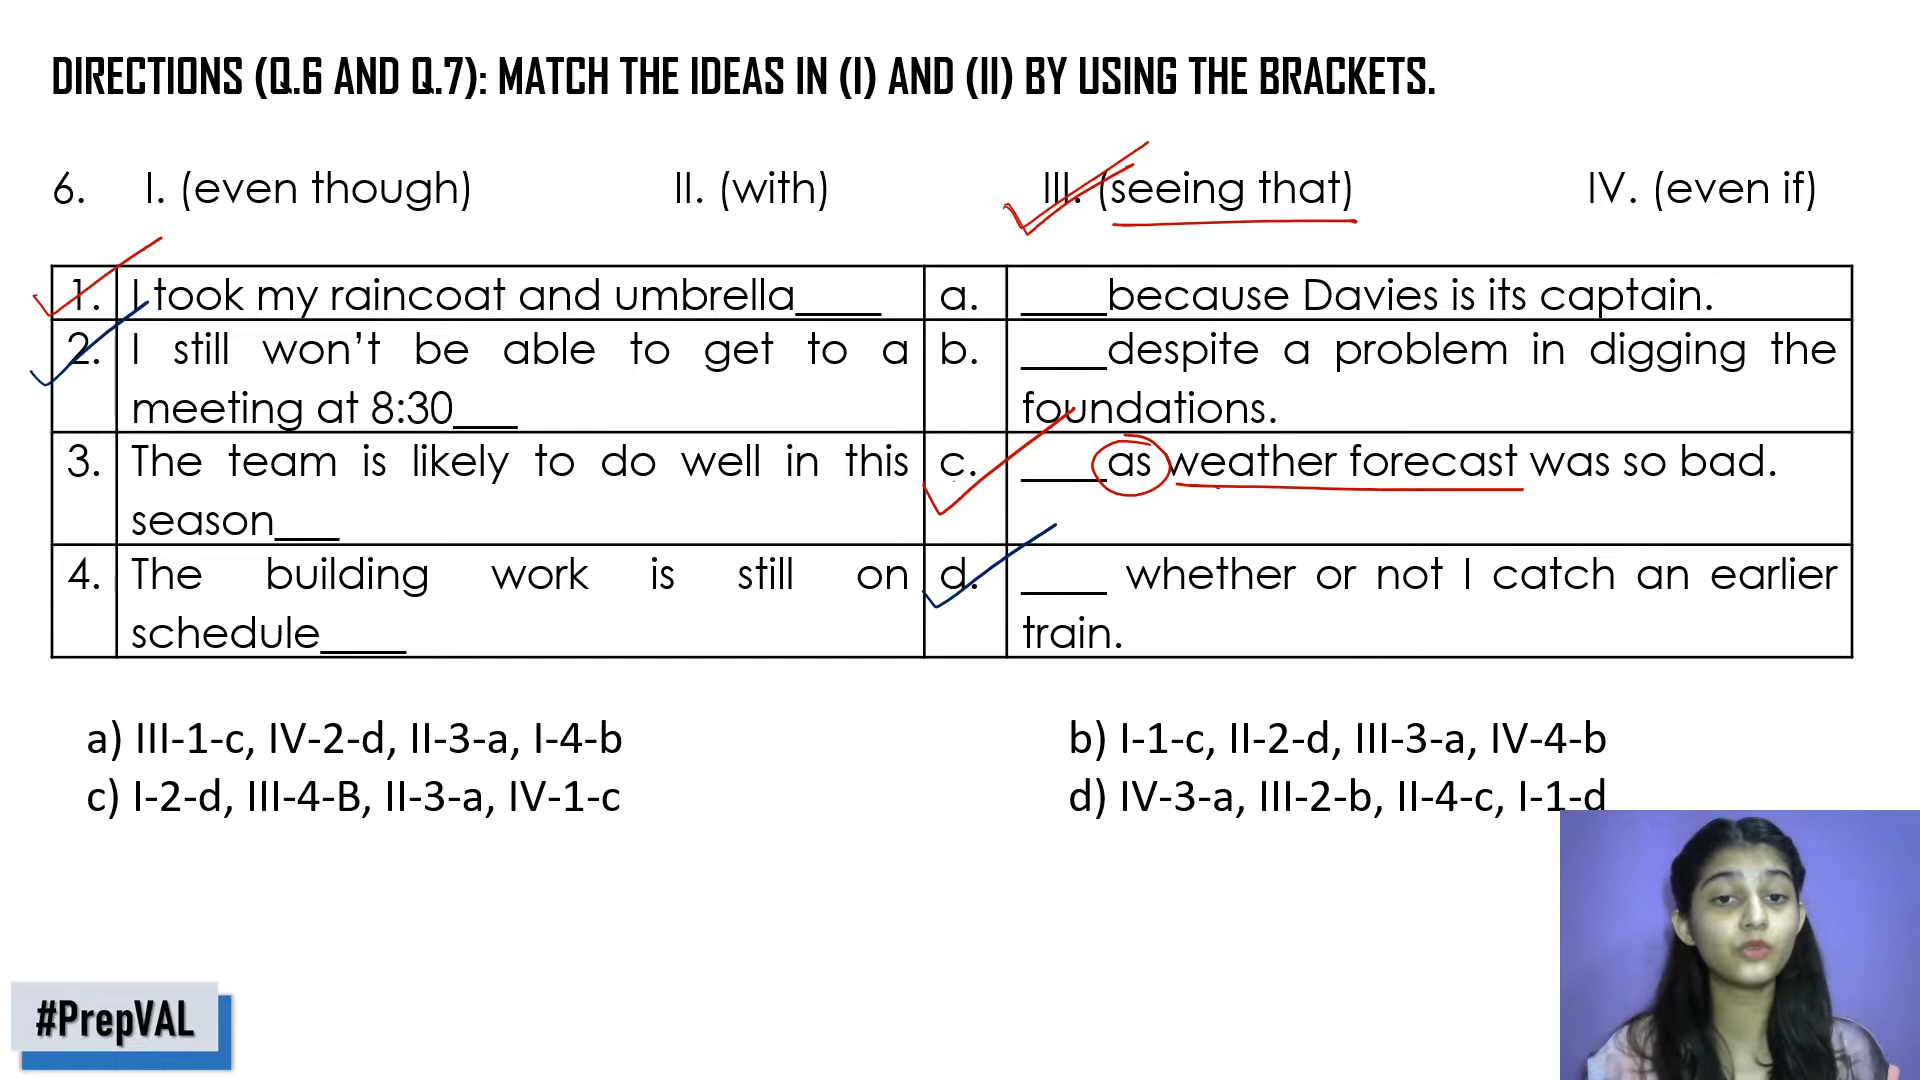 DIRECTIONS (Q.6 AND Q.7): MATCH THE IDEAS IN (I) AND (II) BY USING THE BRACKETS.
6. I. (even though) II. (with) III. (seeing that) IV. (even if)
1. I took my raincoat and umbrella____ a. ____because Davies is its captain.
2. I still won't be able to get to a b. ____despite a problem in digging the
meeting at 8:30___ foundations.
3. The team is likely to do well in this c. ____as weather forecast was so bad.
season___
4. The building work is still on d. ____ whether or not I catch an earlier
schedule____ train.
a) III-1-c, IV-2-d, II-3-a, I-4-b b) I-1-c, II-2-d, III-3-a, IV-4-b
c) I-2-d, III-4-B, II-3-a, IV-1-c d) IV-3-a, III-2-b, II-4-c, I-1-d
#PrepVAL